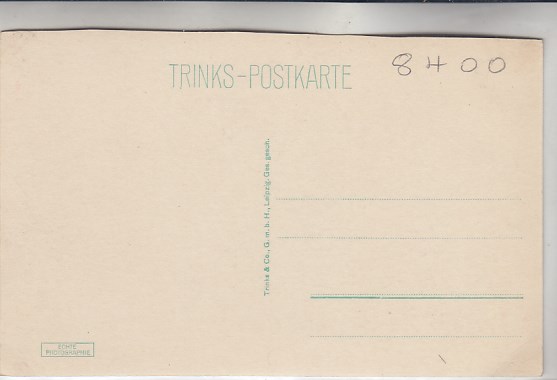 TRINKS-POSTKARTE
8400
Trinks & Co., G. m. b. H., Leipzig. Ges. gesch.
ECHTE
PHOTOGRAPHIE